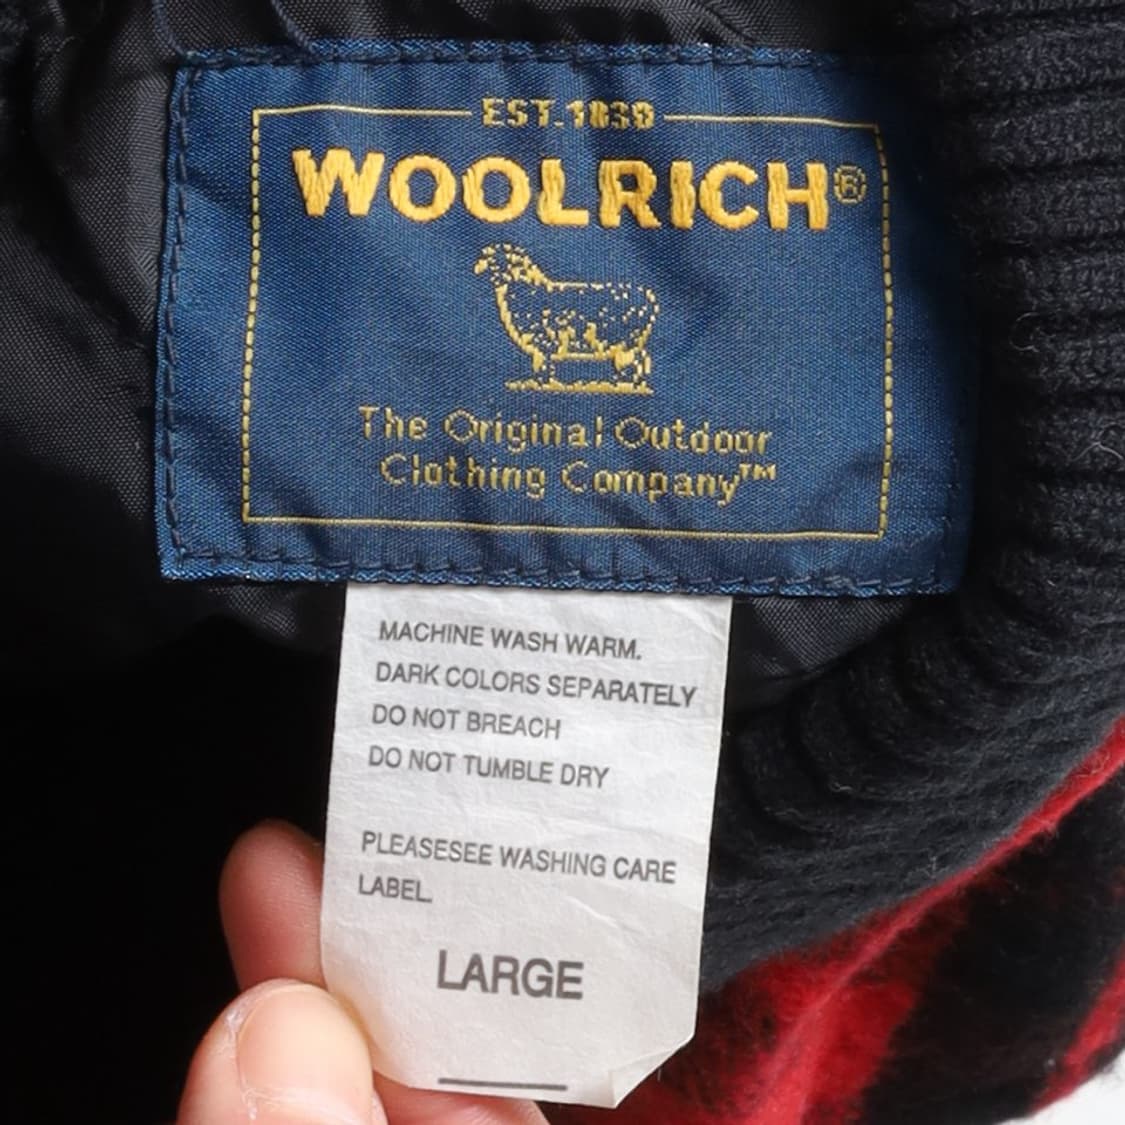 EST. 1839
WOOLRICH®
The Original Outdoor
Clothing Company™
MACHINE WASH WARM.
DARK COLORS SEPARATELY
DO NOT BREACH
DO NOT TUMBLE DRY
PLEASESEE WASHING CARE
LABEL.
LARGE